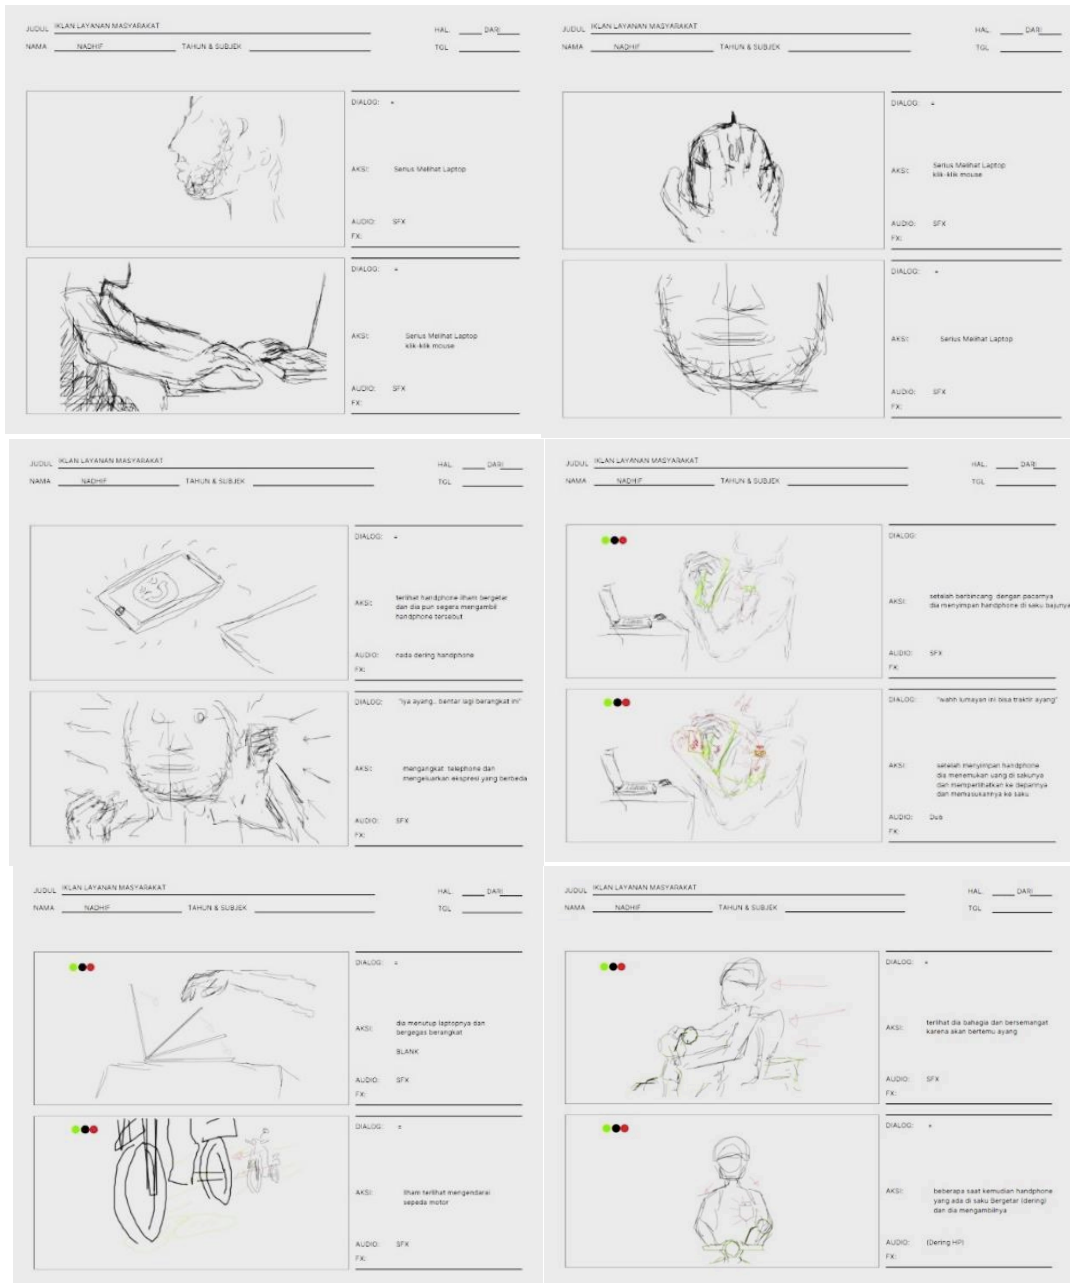 JUDUL IKLAN LAYANAN MASYARAKAT HAL. DARI
NAMA NADHIF TAHUN & SUBJEK TGL
DIALOG: -
AKSI: Serius Melihat Laptop
AUDIO: SFX
FX:
DIALOG: -
AKSI: Serius Melihat Laptop
klik-klik mouse
AUDIO: SFX
FX:
JUDUL IKLAN LAYANAN MASYARAKAT HAL. DARI
NAMA NADHIF TAHUN & SUBJEK TGL
DIALOG: -
AKSI: Serius Melihat Laptop
klik-klik mouse
AUDIO: SFX
FX:
DIALOG: -
AKSI: Serius Melihat Laptop
AUDIO: SFX
FX:
JUDUL IKLAN LAYANAN MASYARAKAT HAL. DARI
NAMA NADHIF TAHUN & SUBJEK TGL
DIALOG: -
AKSI: terlihat handphone ilham bergetar
dan dia pun segera mengambil
handphone tersebut
AUDIO: nada dering handphone
FX:
DIALOG: "iya ayang.. bentar lagi berangkat ini"
AKSI: mengangkat telephone dan
mengeluarkan ekspresi yang berbeda
AUDIO: SFX
FX:
JUDUL IKLAN LAYANAN MASYARAKAT HAL. DARI
NAMA NADHIF TAHUN & SUBJEK TGL
DIALOG:
AKSI: setelah berbincang dengan pacarnya
dia menyimpan handphone di saku bajunya
AUDIO: SFX
FX:
DIALOG: "wahh lumayan ini bisa traktir ayang"
AKSI: setelah menyimpan handphone
dia menemukan uang di sakunya
dan memperlihatkan ke depannya
dan memasukannya ke saku
AUDIO: Dub
FX:
JUDUL IKLAN LAYANAN MASYARAKAT HAL. DARI
NAMA NADHIF TAHUN & SUBJEK TGL
DIALOG: -
AKSI: dia menutup laptopnya dan
bergegas berangkat
BLANK
AUDIO: SFX
FX:
DIALOG: -
AKSI: Ilham terlihat mengendarai
sepeda motor
AUDIO: SFX
FX:
JUDUL IKLAN LAYANAN MASYARAKAT HAL. DARI
NAMA NADHIF TAHUN & SUBJEK TGL
DIALOG: -
AKSI: terlihat dia bahagia dan bersemangat
karena akan bertemu ayang
AUDIO: SFX
FX:
DIALOG: -
AKSI: beberapa saat kemudian handphone
yang ada di saku Bergetar (dering)
dan dia mengambilnya
AUDIO: (Dering HP)
FX: